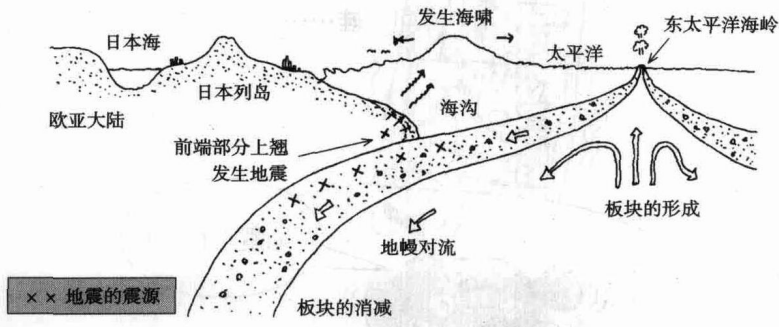 发生海啸
东太平洋海岭
日本海
太平洋
日本列岛
海沟
欧亚大陆
前端部分上翘
发生地震
板块的形成
地幔对流
×× 地震的震源
板块的消减